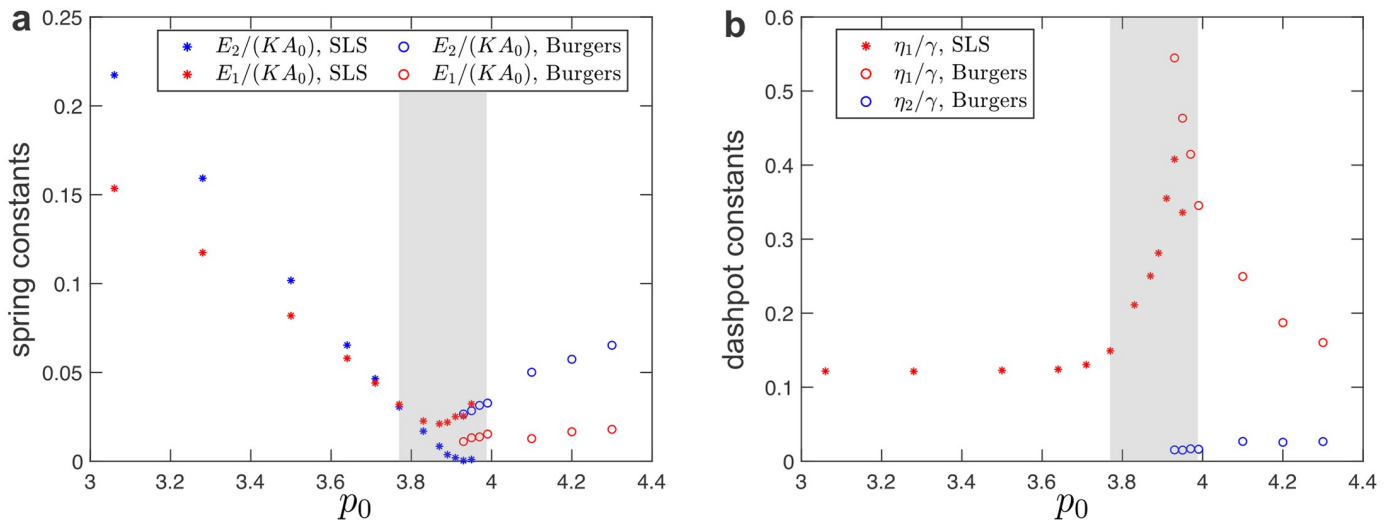 a
0.25
0.2
0.15
0.1
0.05
0
3
3.2
3.4
3.6
3.8
4
4.2
4.4
spring constants
p₀
E₂/(KA₀), SLS
E₁/(KA₀), SLS
E₂/(KA₀), Burgers
E₁/(KA₀), Burgers
b
0.6
0.5
0.4
0.3
0.2
0.1
0
3
3.2
3.4
3.6
3.8
4
4.2
4.4
dashpot constants
p₀
η₁/γ, SLS
η₁/γ, Burgers
η₂/γ, Burgers